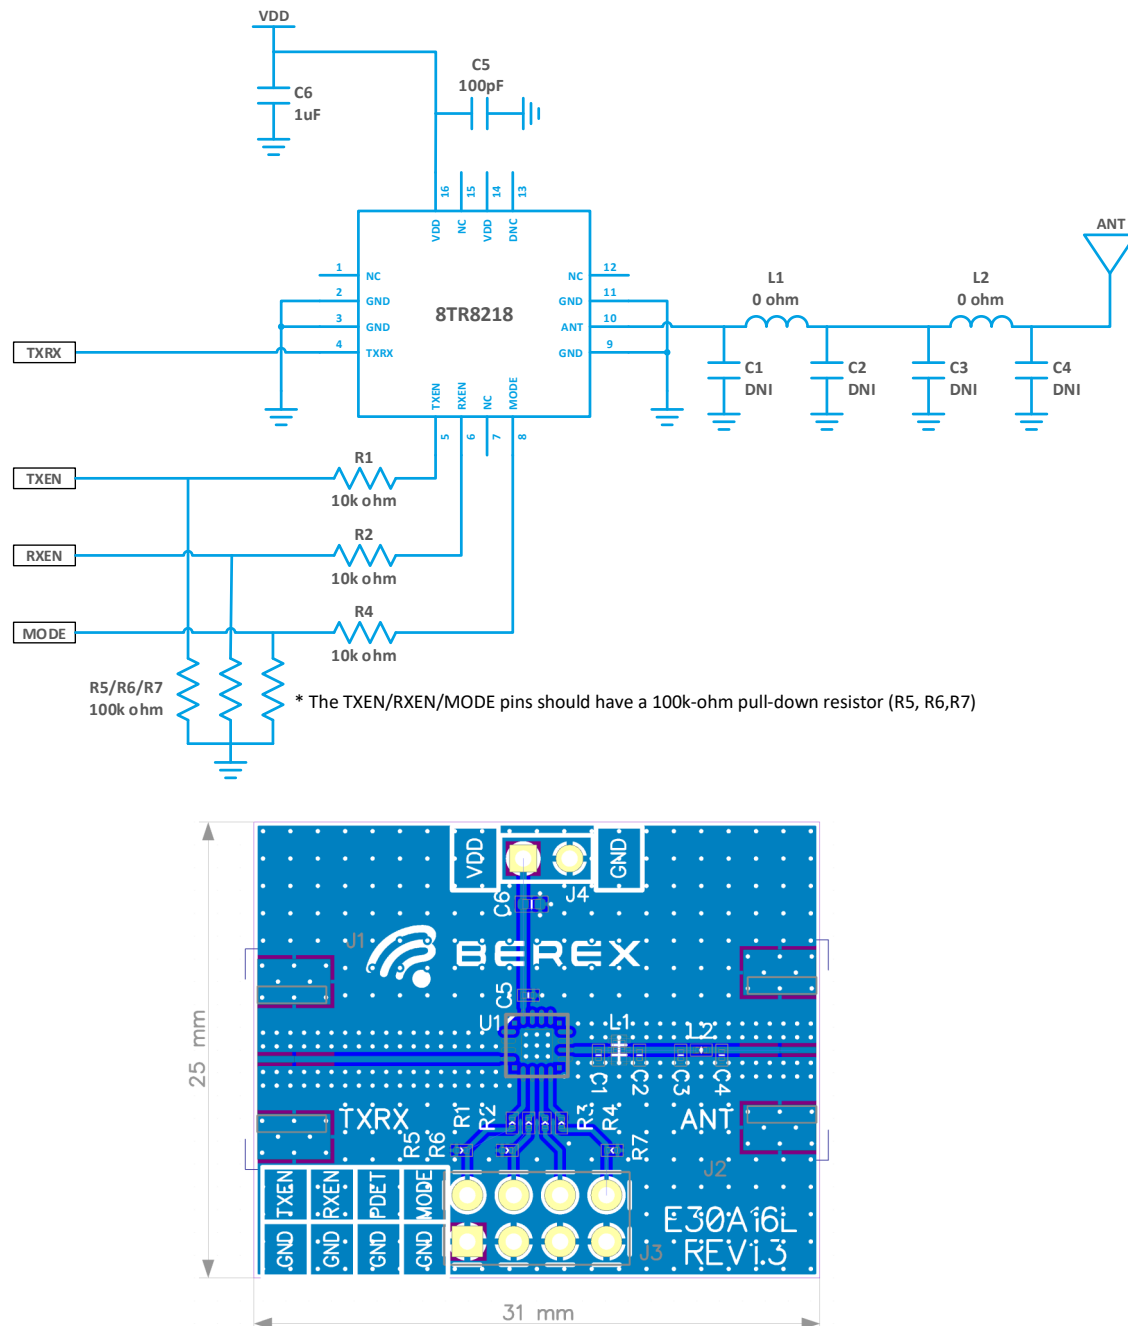 VDD
C5
100pF
C6
1uF
16 15 14 13
VDD NC VDD DNC
ANT
1 NC
NC 12
2 GND
GND 11
8TR8218
3 GND
ANT 10
TXRX
4 TXRX
GND 9
L1
0 ohm
L2
0 ohm
C1
DNI
C2
DNI
C3
DNI
C4
DNI
TXEN RXEN NC MODE
5 6 7 8
TXEN
R1
10k ohm
RXEN
R2
10k ohm
MODE
R4
10k ohm
R5/R6/R7
100k ohm
* The TXEN/RXEN/MODE pins should have a 100k-ohm pull-down resistor (R5, R6,R7)
VDD
GND
C6
J4
J1
BEREX
C5
U1
L1
L2
C1
C2
C3
C4
25 mm
TXRX
R1
R2
R3
R4
ANT
R5
R6
R7
J2
TXEN RXEN PDET MODE
GND GND GND GND
E30A16L
REV1.3
J3
31 mm